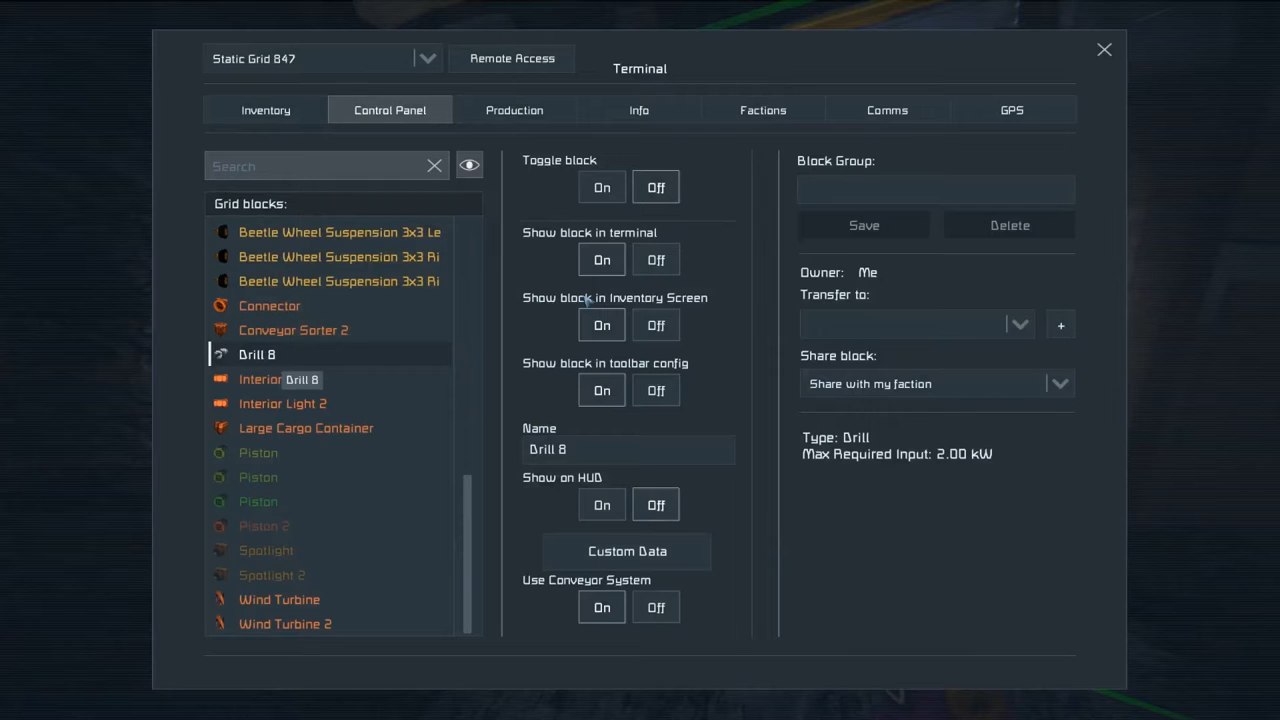 Static Grid 847
Remote Access
Terminal
Inventory
Control Panel
Production
Info
Factions
Comms
GPS
Search
Grid blocks:
Beetle Wheel Suspension 3x3 Le
Beetle Wheel Suspension 3x3 Ri
Beetle Wheel Suspension 3x3 Ri
Connector
Conveyor Sorter 2
Drill 8
Interior
Drill 8
Interior Light 2
Large Cargo Container
Piston
Piston
Piston
Piston 2
Spotlight
Spotlight 2
Wind Turbine
Wind Turbine 2
Toggle block
On Off
Show block in terminal
On Off
Show block in Inventory Screen
On Off
Show block in toolbar config
On Off
Name
Drill 8
Show on HUD
On Off
Custom Data
Use Conveyor System
On Off
Block Group:
Save
Delete
Owner: Me
Transfer to:
+
Share block:
Share with my faction
Type: Drill
Max Required Input: 2.00 kW